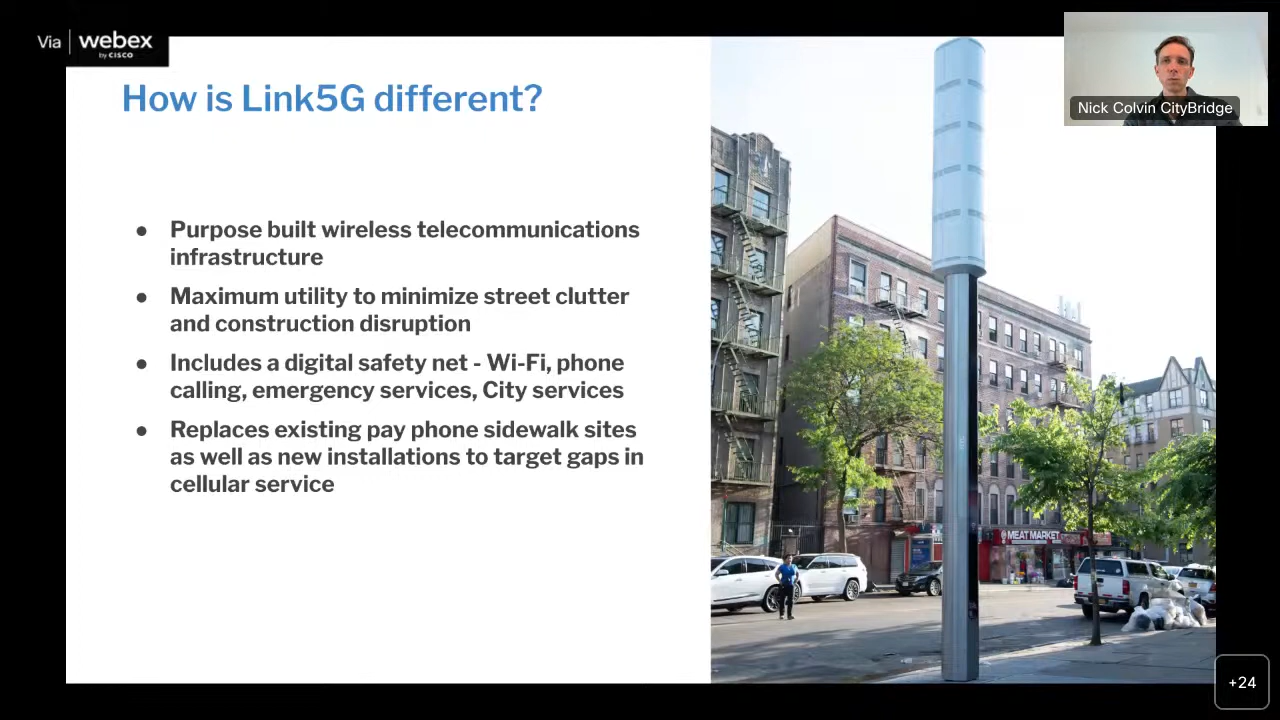 Via
webex
by CISCO
Nick Colvin CityBridge
How is Link5G different?
● Purpose built wireless telecommunications
infrastructure
● Maximum utility to minimize street clutter
and construction disruption
● Includes a digital safety net - Wi-Fi, phone
calling, emergency services, City services
● Replaces existing pay phone sidewalk sites
as well as new installations to target gaps in
cellular service
MEAT MARKET
+24